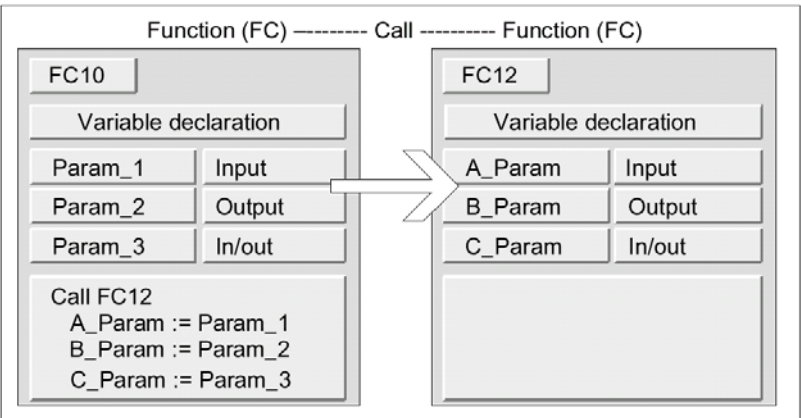 Function (FC) --------- Call ---------- Function (FC)
FC10
Variable declaration
Param_1 Input
Param_2 Output
Param_3 In/out
Call FC12
A_Param := Param_1
B_Param := Param_2
C_Param := Param_3
FC12
Variable declaration
A_Param Input
B_Param Output
C_Param In/out